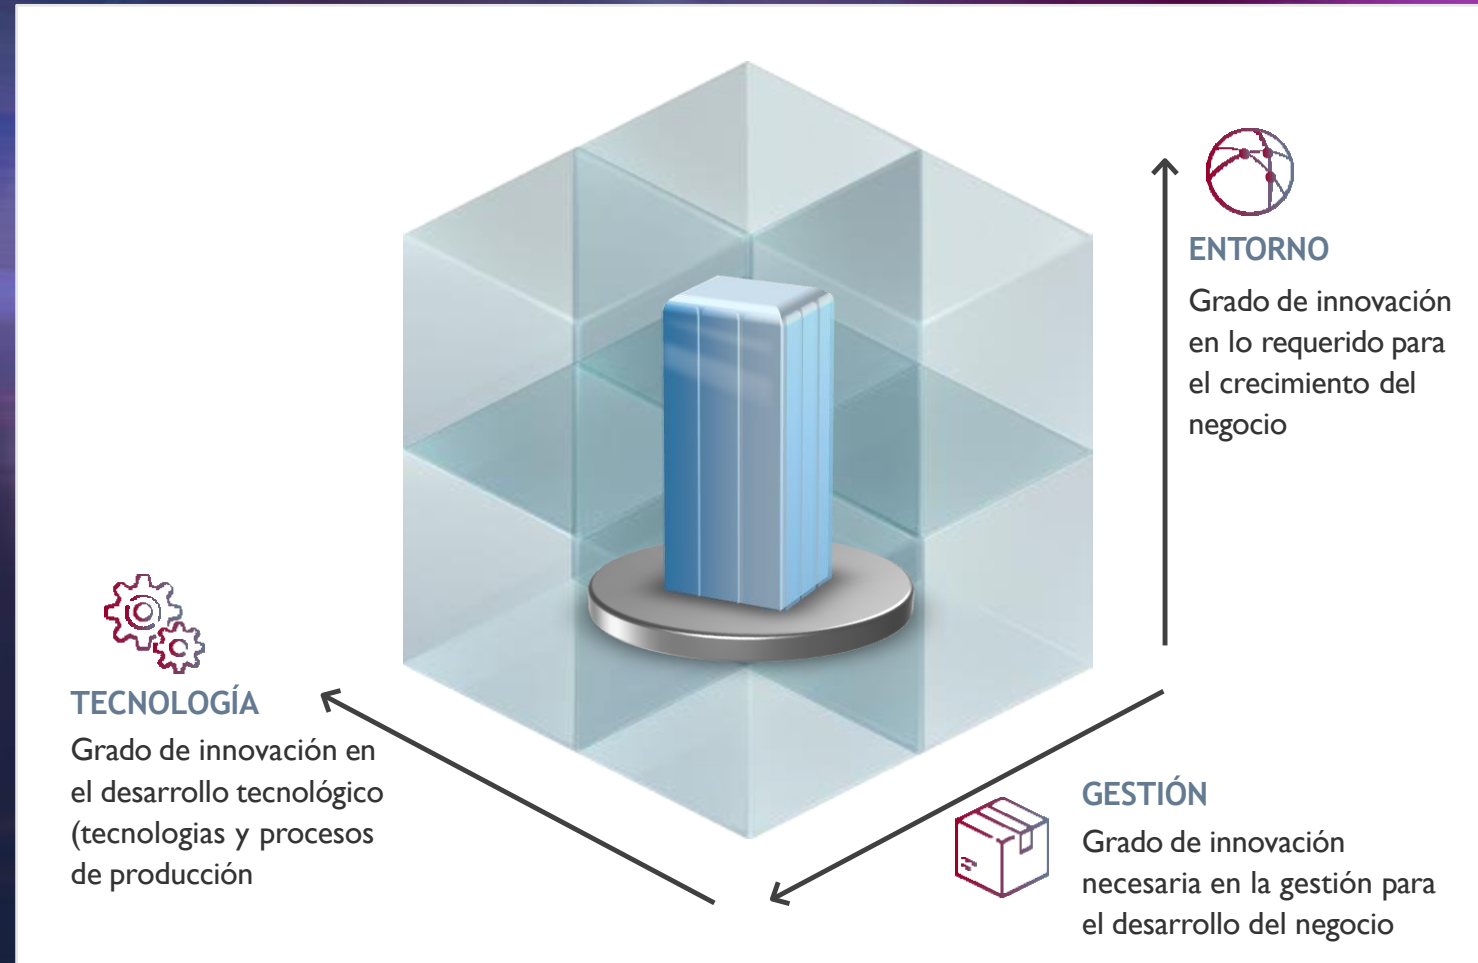 ENTORNO
Grado de innovación
en lo requerido para
el crecimiento del
negocio
TECNOLOGÍA
Grado de innovación en
el desarrollo tecnológico
(tecnologias y procesos
de producción
GESTIÓN
Grado de innovación
necesaria en la gestión para
el desarrollo del negocio